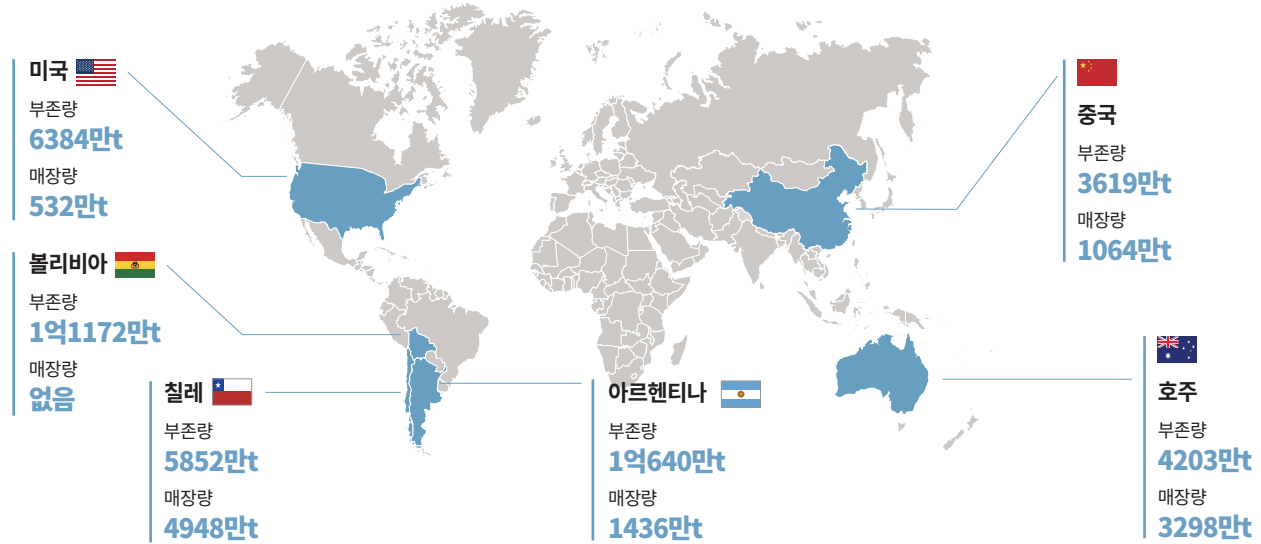 미국
부존량
6384만t
매장량
532만t
볼리비아
부존량
1억1172만t
매장량
없음
칠레
부존량
5852만t
매장량
4948만t
아르헨티나
부존량
1억640만t
매장량
1436만t
중국
부존량
3619만t
매장량
1064만t
호주
부존량
4203만t
매장량
3298만t